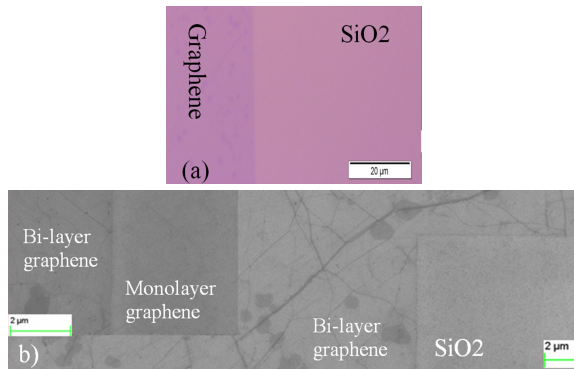 Graphene
SiO2
(a)
20 µm
Bi-layer
graphene
Monolayer
graphene
2 µm
Bi-layer
graphene
SiO2
2 µm
b)